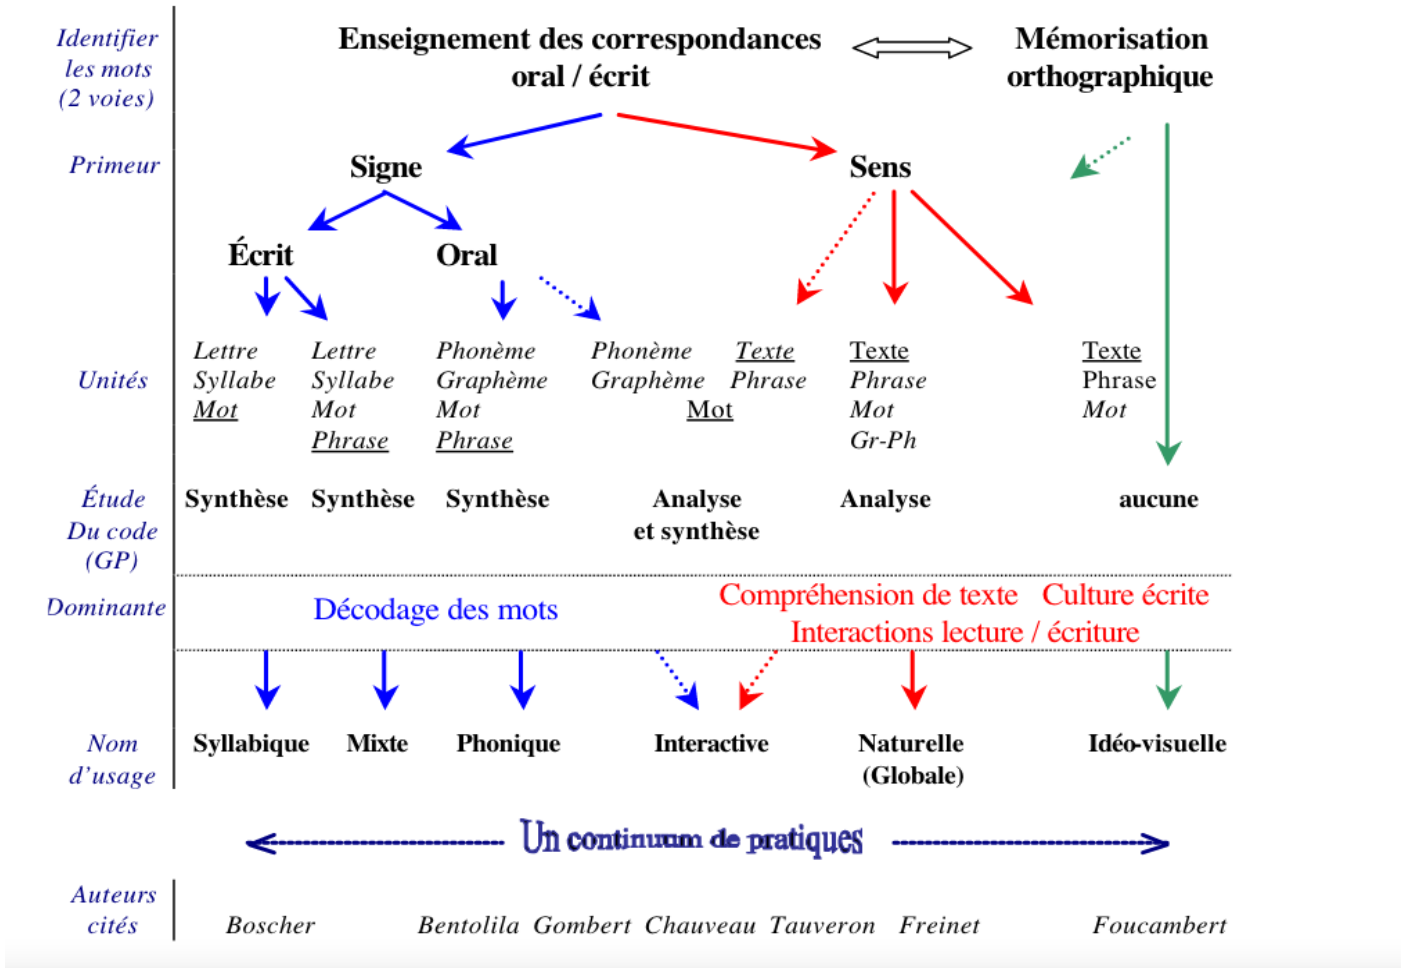 Identifier
les mots
(2 voies)
Enseignement des correspondances
oral / écrit
Mémorisation
orthographique
Primeur
Signe
Sens
Écrit
Oral
Unités
Lettre
Syllabe
Mot
Lettre
Syllabe
Mot
Phrase
Phonème
Graphème
Mot
Phrase
Phonème
Graphème
Texte
Phrase
Mot
Texte
Phrase
Mot
Gr-Ph
Texte
Phrase
Mot
Étude
Du code
(GP)
Synthèse
Synthèse
Synthèse
Analyse
et synthèse
Analyse
aucune
Dominante
Décodage des mots
Compréhension de texte Culture écrite
Interactions lecture / écriture
Nom
d'usage
Syllabique
Mixte
Phonique
Interactive
Naturelle
(Globale)
Idéo-visuelle
Un continuum de pratiques
Auteurs
cités
Boscher
Bentolila
Gombert
Chauveau
Tauveron
Freinet
Foucambert